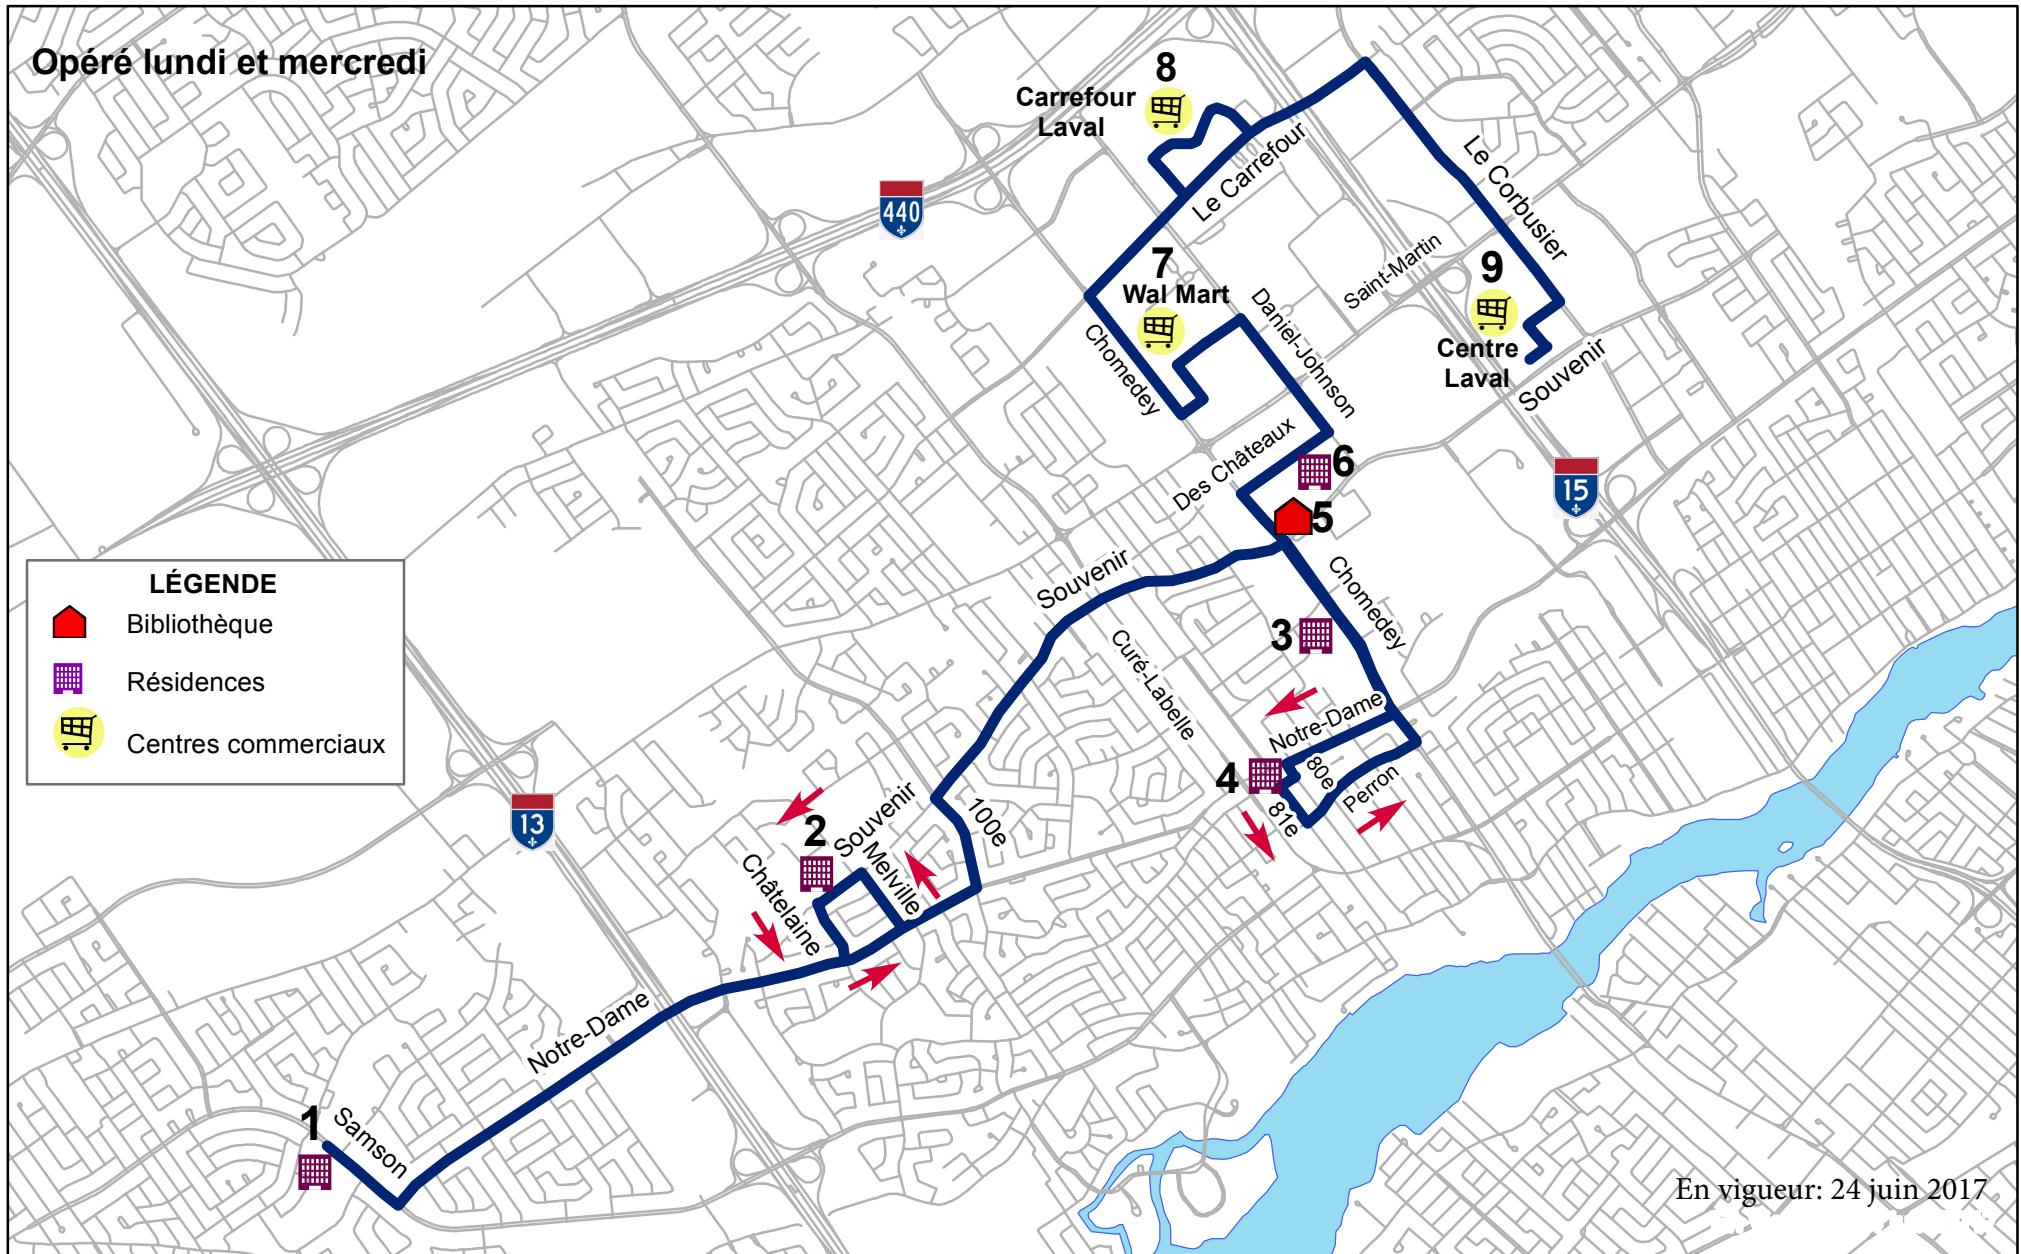 Opéré lundi et mercredi
8
Carrefour
Laval
Le Carrefour
Le Corbusier
440
7
Wal Mart
Daniel-Johnson
Saint-Martin
9
Centre
Laval
Souvenir
Chomedey
Des Châteaux
6
15
5
LÉGENDE
Bibliothèque
Résidences
Centres commerciaux
Souvenir
Chomedey
3
Curé-Labelle
Notre-Dame
4
80e
81e
Perron
13
2
Souvenir
Melville
100e
Châtelaine
Notre-Dame
1
Samson
En vigueur: 24 juin 2017